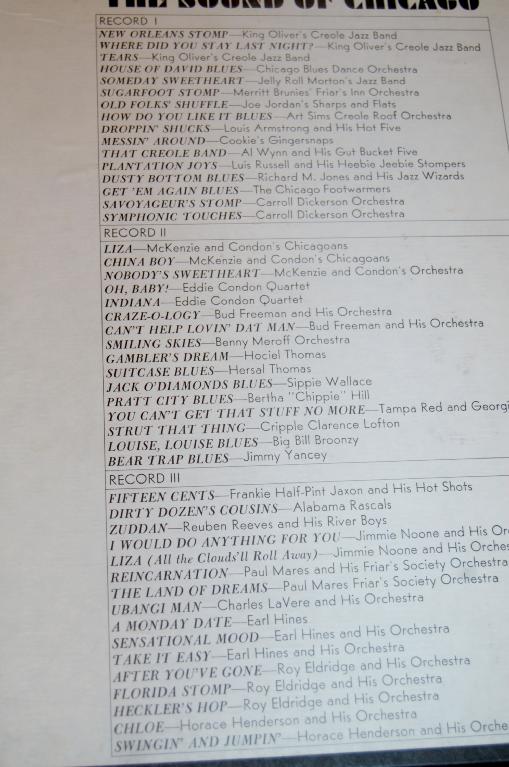 THE SOUND OF CHICAGO
RECORD I
NEW ORLEANS STOMP—King Oliver's Creole Jazz Band
WHERE DID YOU STAY LAST NIGHT?—King Oliver's Creole Jazz Band
TEARS—King Oliver's Creole Jazz Band
HOUSE OF DAVID BLUES—Chicago Blues Dance Orchestra
SOMEDAY SWEETHEART—Jelly Roll Morton's Jazz Band
SUGARFOOT STOMP—Merritt Brunies' Friar's Inn Orchestra
OLD FOLKS' SHUFFLE—Joe Jordan's Sharps and Flats
HOW DO YOU LIKE IT BLUES—Art Sims Creole Roof Orchestra
DROPPIN' SHUCKS—Louis Armstrong and His Hot Five
MESSIN' AROUND—Cookie's Gingersnaps
THAT CREOLE BAND—Al Wynn and His Gut Bucket Five
PLANTATION JOYS—Luis Russell and His Heebie Jeebie Stompers
DUSTY BOTTOM BLUES—Richard M. Jones and His Jazz Wizards
GET 'EM AGAIN BLUES—The Chicago Footwarmers
SAVOYAGEUR'S STOMP—Carroll Dickerson Orchestra
SYMPHONIC TOUCHES—Carroll Dickerson Orchestra
RECORD II
LIZA—McKenzie and Condon's Chicagoans
CHINA BOY—McKenzie and Condon's Chicagoans
NOBODY'S SWEETHEART—McKenzie and Condon's Orchestra
OH, BABY!—Eddie Condon Quartet
INDIANA—Eddie Condon Quartet
CRAZE-O-LOGY—Bud Freeman and His Orchestra
CAN'T HELP LOVIN' DAT MAN—Bud Freeman and His Orchestra
SMILING SKIES—Benny Meroff Orchestra
GAMBLER'S DREAM—Hociel Thomas
SUITCASE BLUES—Hersal Thomas
JACK O'DIAMONDS BLUES—Sippie Wallace
PRATT CITY BLUES—Bertha "Chippie" Hill
YOU CAN'T GET THAT STUFF NO MORE—Tampa Red and Georgi
STRUT THAT THING—Cripple Clarence Lofton
LOUISE, LOUISE BLUES—Big Bill Broonzy
BEAR TRAP BLUES—Jimmy Yancey
RECORD III
FIFTEEN CENTS—Frankie Half-Pint Jaxon and His Hot Shots
DIRTY DOZEN'S COUSINS—Alabama Rascals
ZUDDAN—Reuben Reeves and His River Boys
I WOULD DO ANYTHING FOR YOU—Jimmie Noone and His Or
LIZA (All the Clouds'll Roll Away)—Jimmie Noone and His Orches
REINCARNATION—Paul Mares and His Friar's Society Orchestra
THE LAND OF DREAMS—Paul Mares Friar's Society Orchestra
UBANGI MAN—Charles LaVere and His Orchestra
A MONDAY DATE—Earl Hines
SENSATIONAL MOOD—Earl Hines and His Orchestra
TAKE IT EASY—Earl Hines and His Orchestra
AFTER YOU'VE GONE—Roy Eldridge and His Orchestra
FLORIDA STOMP—Roy Eldridge and His Orchestra
HECKLER'S HOP—Roy Eldridge and His Orchestra
CHLOE—Horace Henderson and His Orchestra
SWINGIN' AND JUMPIN'—Horace Henderson and His Orche